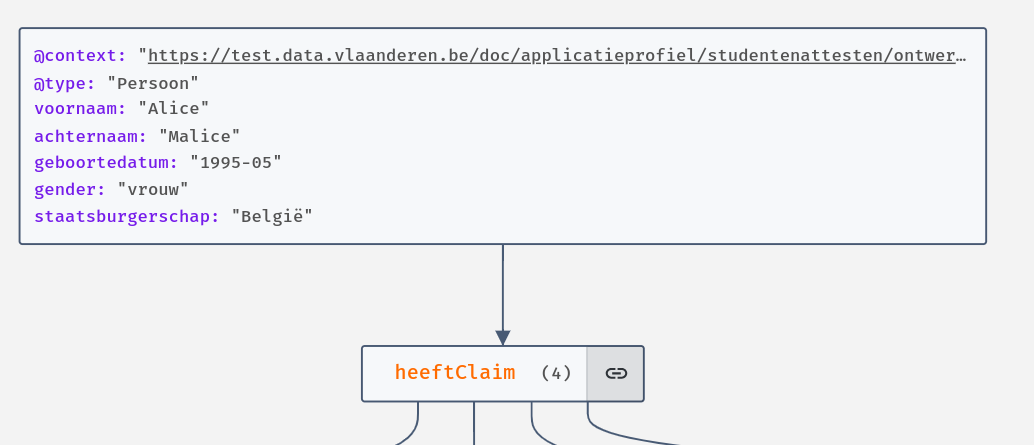 @context: "https://test.data.vlaanderen.be/doc/applicatieprofiel/studentenattesten/ontwer…
@type: "Persoon"
voornaam: "Alice"
achternaam: "Malice"
geboortedatum: "1995-05"
gender: "vrouw"
staatsburgerschap: "België"
heeftClaim (4)